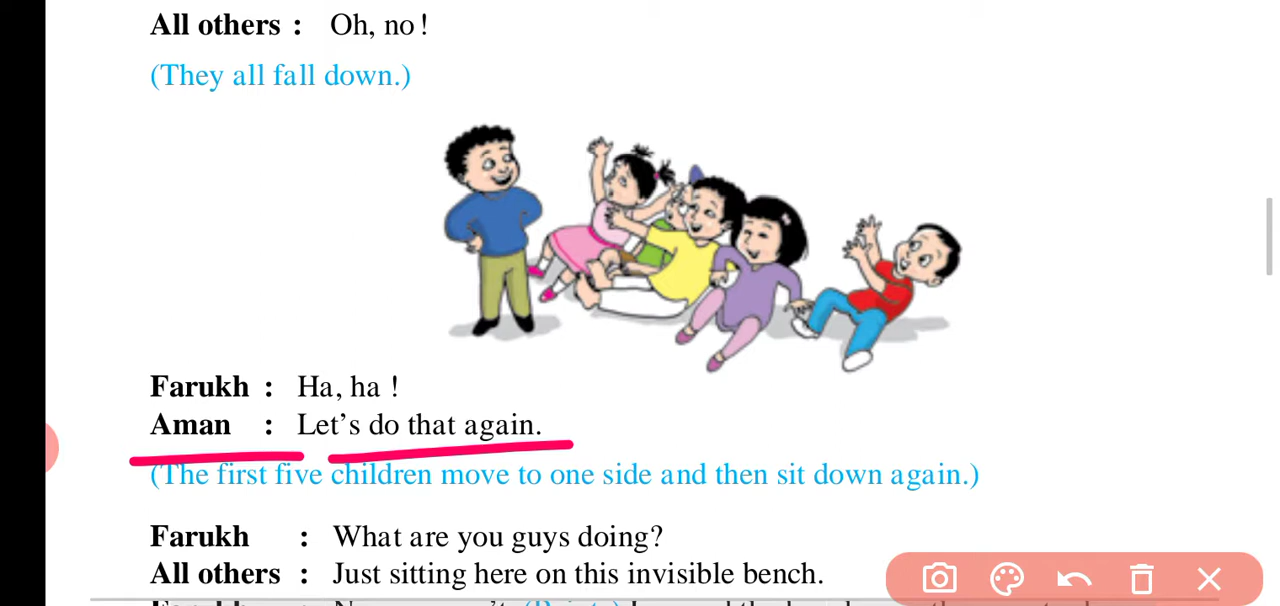 All others : Oh, no !
(They all fall down.)
Farukh : Ha, ha !
Aman : Let's do that again.
(The first five children move to one side and then sit down again.)
Farukh : What are you guys doing?
All others : Just sitting here on this invisible bench.